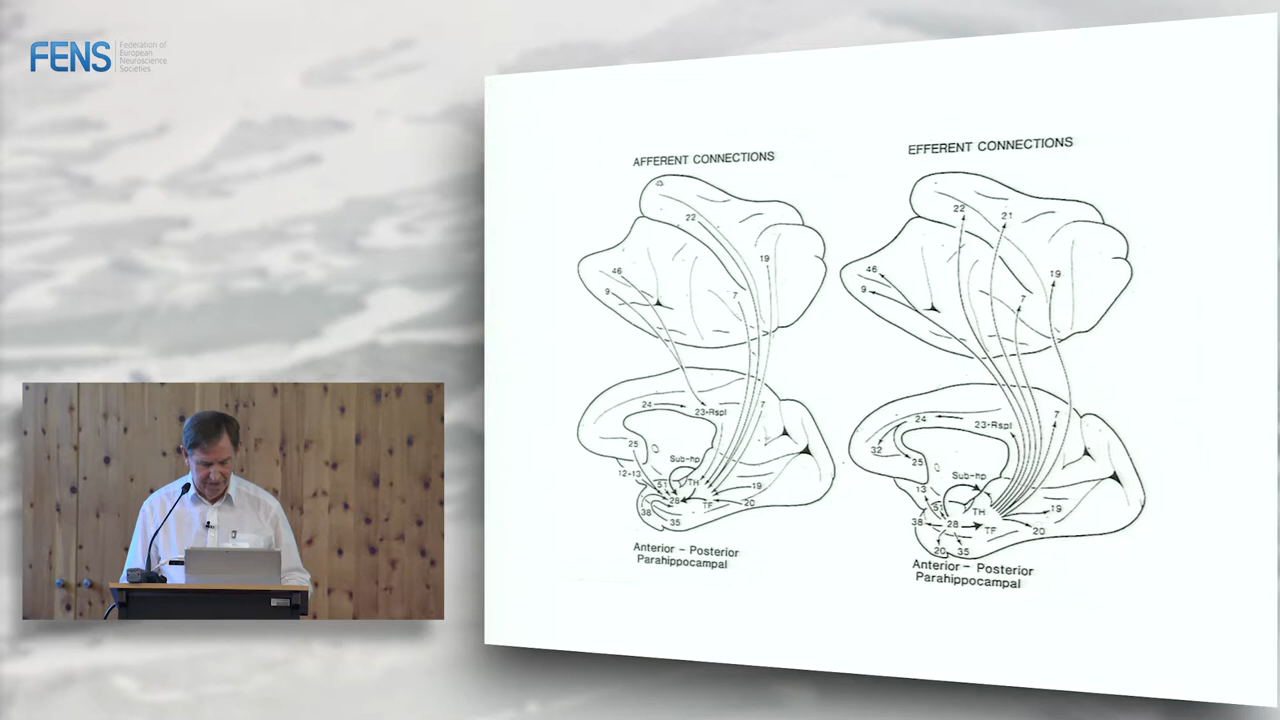 FENS
Federation of
European
Neuroscience
Societies
AFFERENT CONNECTIONS
22
46
19
9
7
24
23-Rspl
7
25
Sub-hp
12-13
51
TH
19
28
20
38
TF
35
Anterior – Posterior
Parahippocampal
EFFERENT CONNECTIONS
22
21
46
19
9
7
24
23-Rspl
7
32
25
Sub-hp
13
51
TH
19
38
28
TF
20
20
35
Anterior – Posterior
Parahippocampal